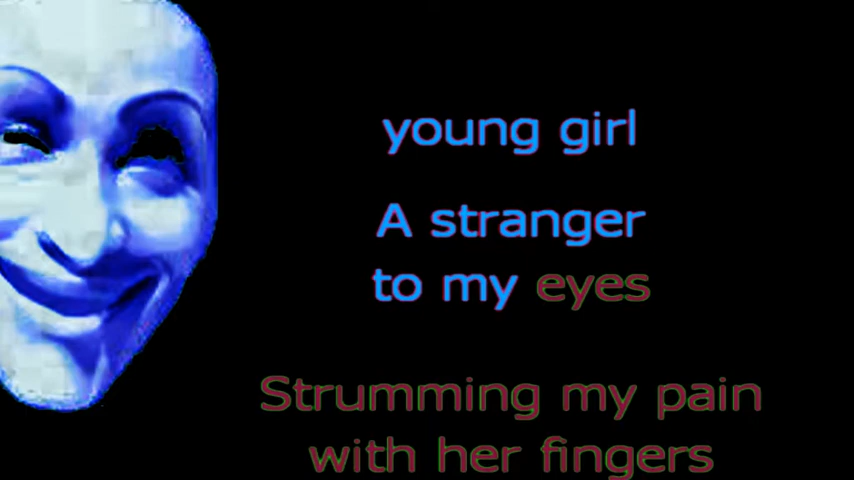 young girl
A stranger
to my eyes
Strumming my pain
with her fingers